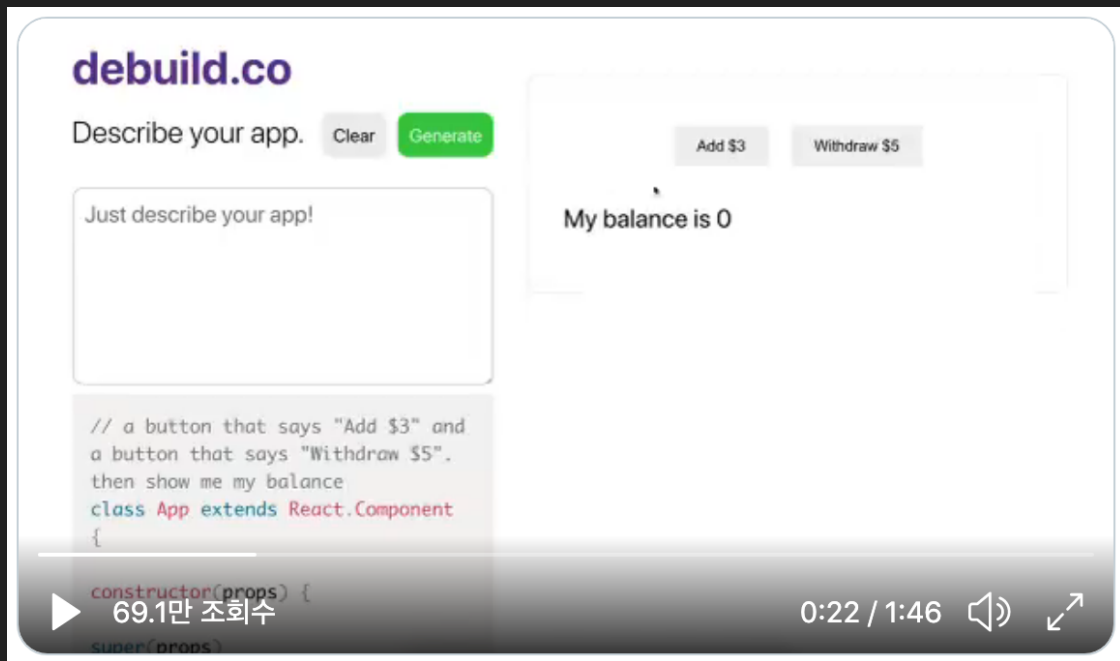 debuild.co
Describe your app.
Clear
Generate
Just describe your app!
// a button that says "Add $3" and
a button that says "Withdraw $5".
then show me my balance
class App extends React.Component
{
constructor(props) {
super(props)
Add $3
Withdraw $5
My balance is 0
69.1만 조회수
0:22 / 1:46